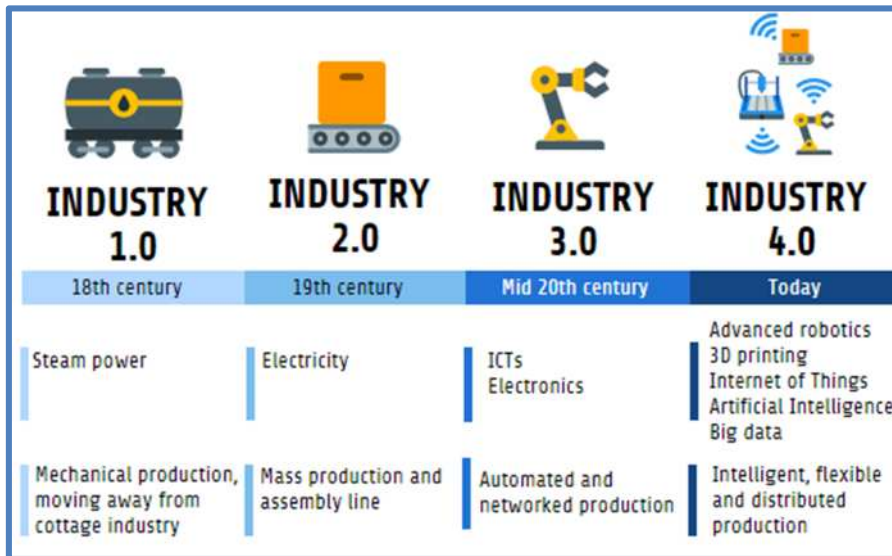 INDUSTRY
1.0
INDUSTRY
2.0
INDUSTRY
3.0
INDUSTRY
4.0
18th century
19th century
Mid 20th century
Today
Steam power
Electricity
ICTs
Electronics
Advanced robotics
3D printing
Internet of Things
Artificial Intelligence
Big data
Mechanical production,
moving away from
cottage industry
Mass production and
assembly line
Automated and
networked production
Intelligent, flexible
and distributed
production